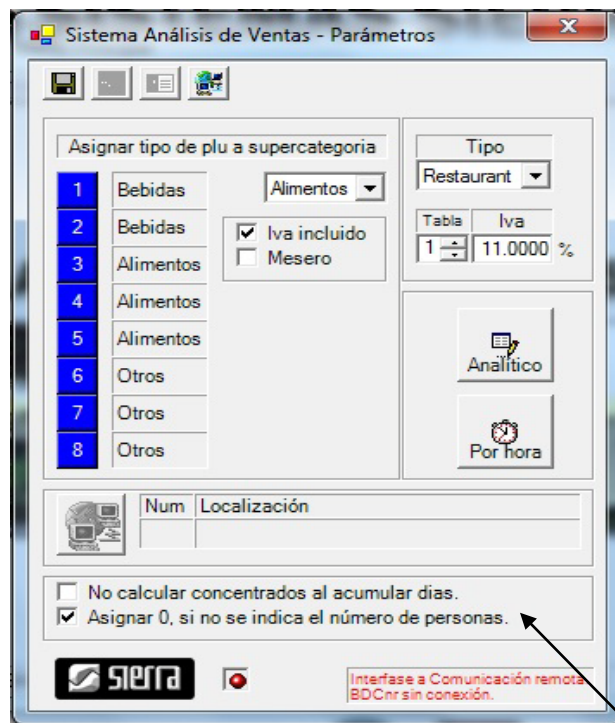 Sistema Análisis de Ventas - Parámetros
Asignar tipo de plu a supercategoria
1 Bebidas
2 Bebidas
3 Alimentos
4 Alimentos
5 Alimentos
6 Otros
7 Otros
8 Otros
Alimentos
Iva incluido
Mesero
Tipo
Restaurant
Tabla Iva
1 11.0000 %
Analítico
Por hora
Num Localización
No calcular concentrados al acumular dias.
Asignar 0, si no se indica el número de personas.
sierra
Interfase a Comunicación remota
BDCnr sin conexión.